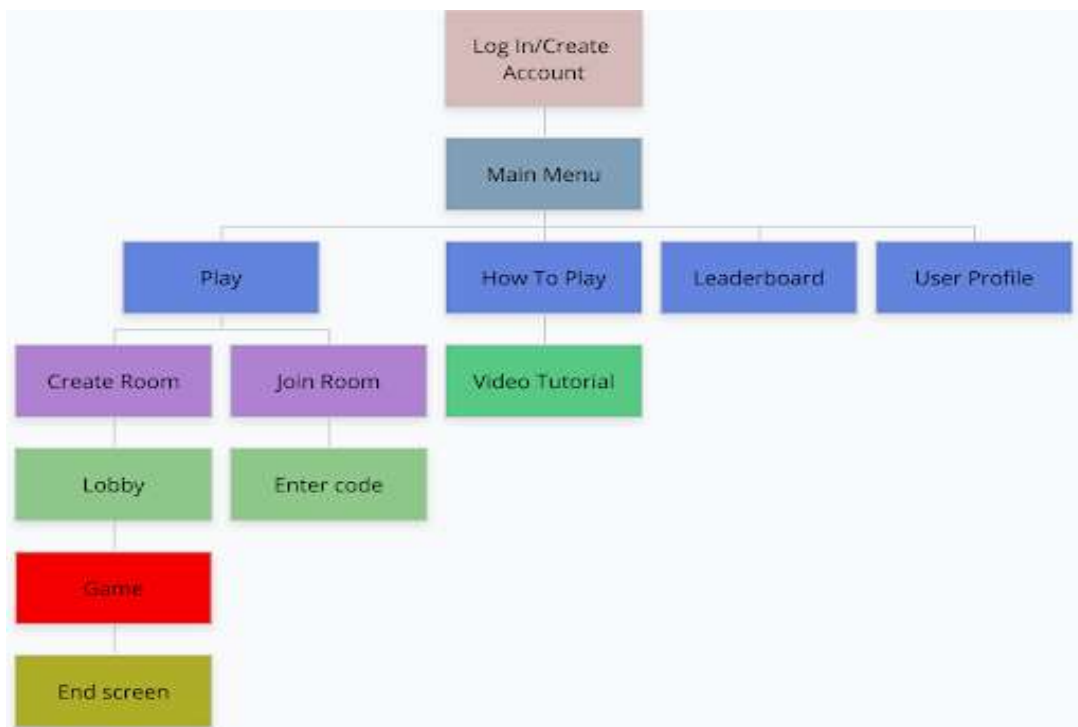 Log In/Create
Account
Main Menu
Play
How To Play
Leaderboard
User Profile
Create Room
Join Room
Video Tutorial
Lobby
Enter code
Game
End screen